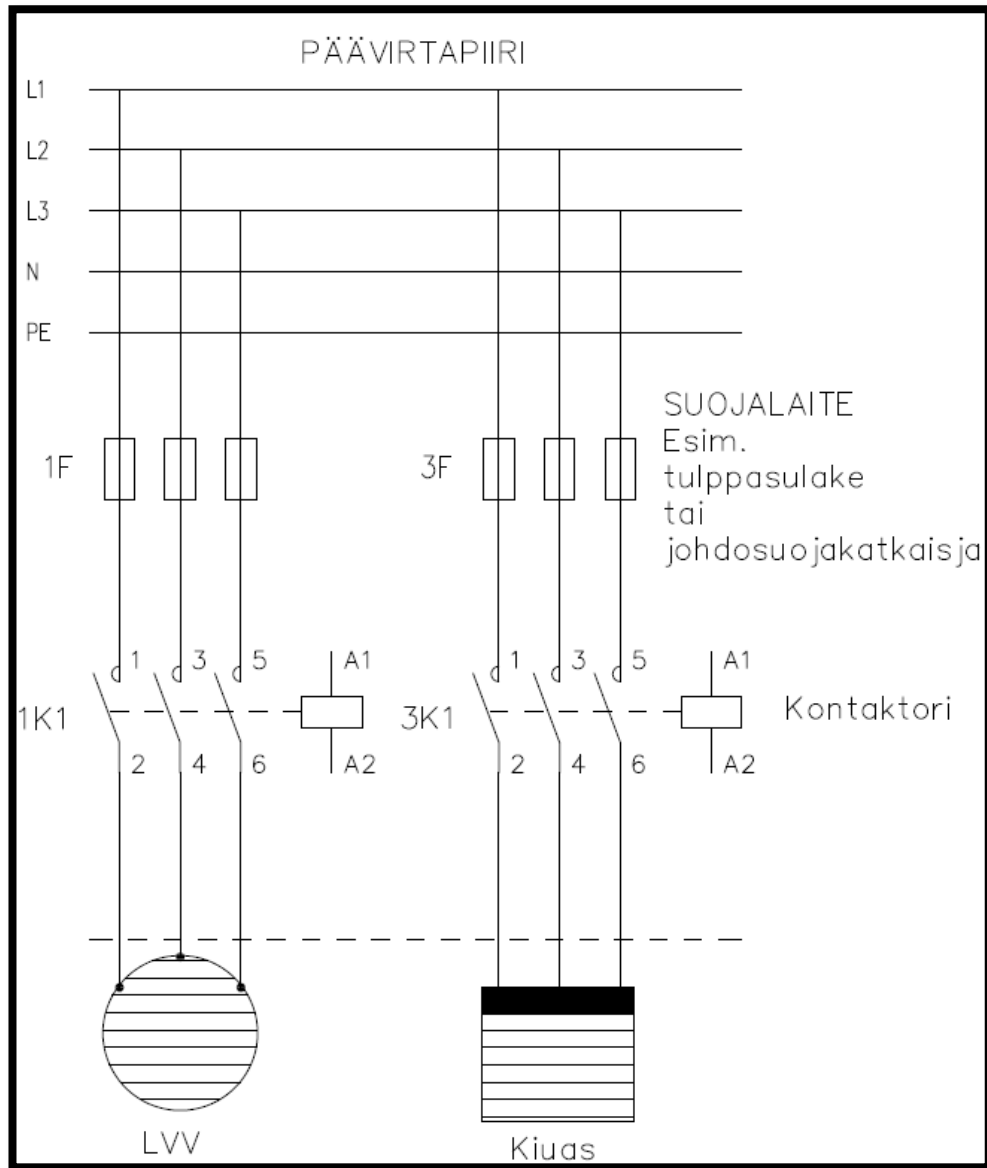 PÄÄVIRTAPIIRI
L1
L2
L3
N
PE
1F
3F
SUOJALAITE
Esim.
tulppasulake
tai
johdosuojakatkaisja
1 3 5 A1
1 3 5 A1
1K1
3K1
Kontaktori
2 4 6 A2
2 4 6 A2
LVV
Kiuas